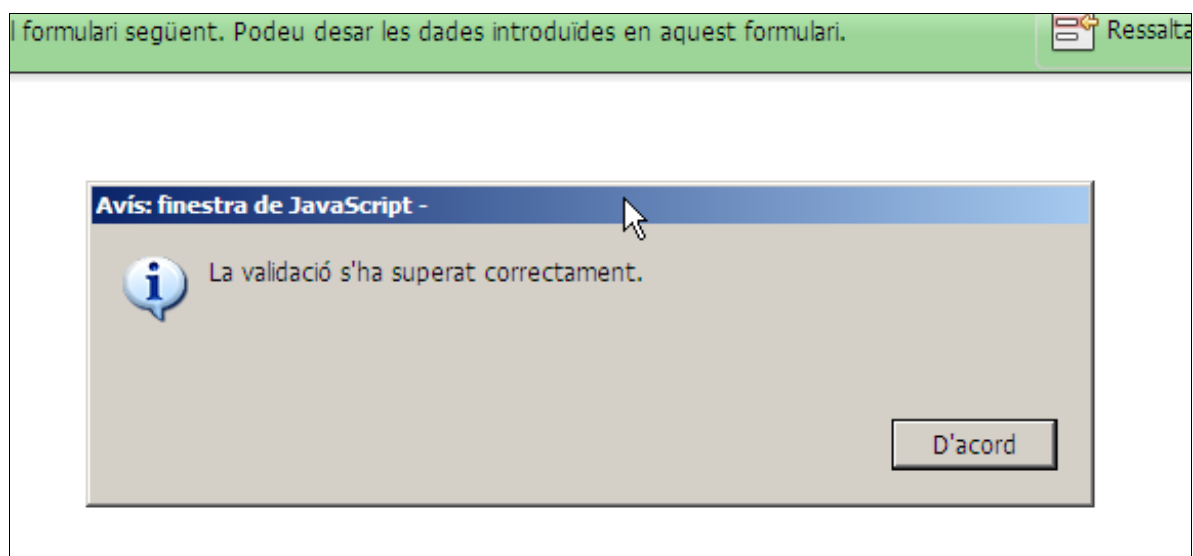 l formulari següent. Podeu desar les dades introduïdes en aquest formulari.
Ressalta
Avís: finestra de JavaScript -
La validació s'ha superat correctament.
D'acord